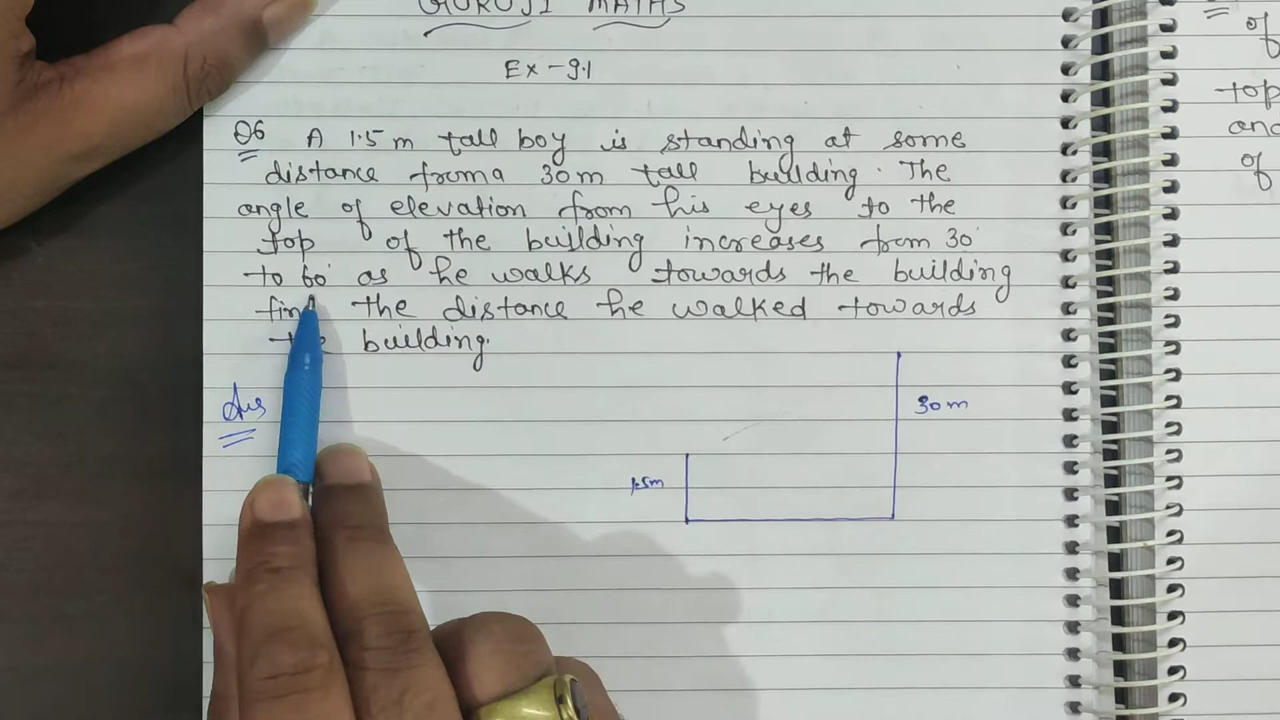 GURUJI MATHS
Ex-9.1
Q6 A 1.5 m tall boy is standing at some
distance from a 30 m tall building. The
angle of elevation from his eyes to the
top of the building increases from 30°
to 60° as he walks towards the building
find the distance he walked towards
the building.
Ans
30 m
1.5m
of
top
of